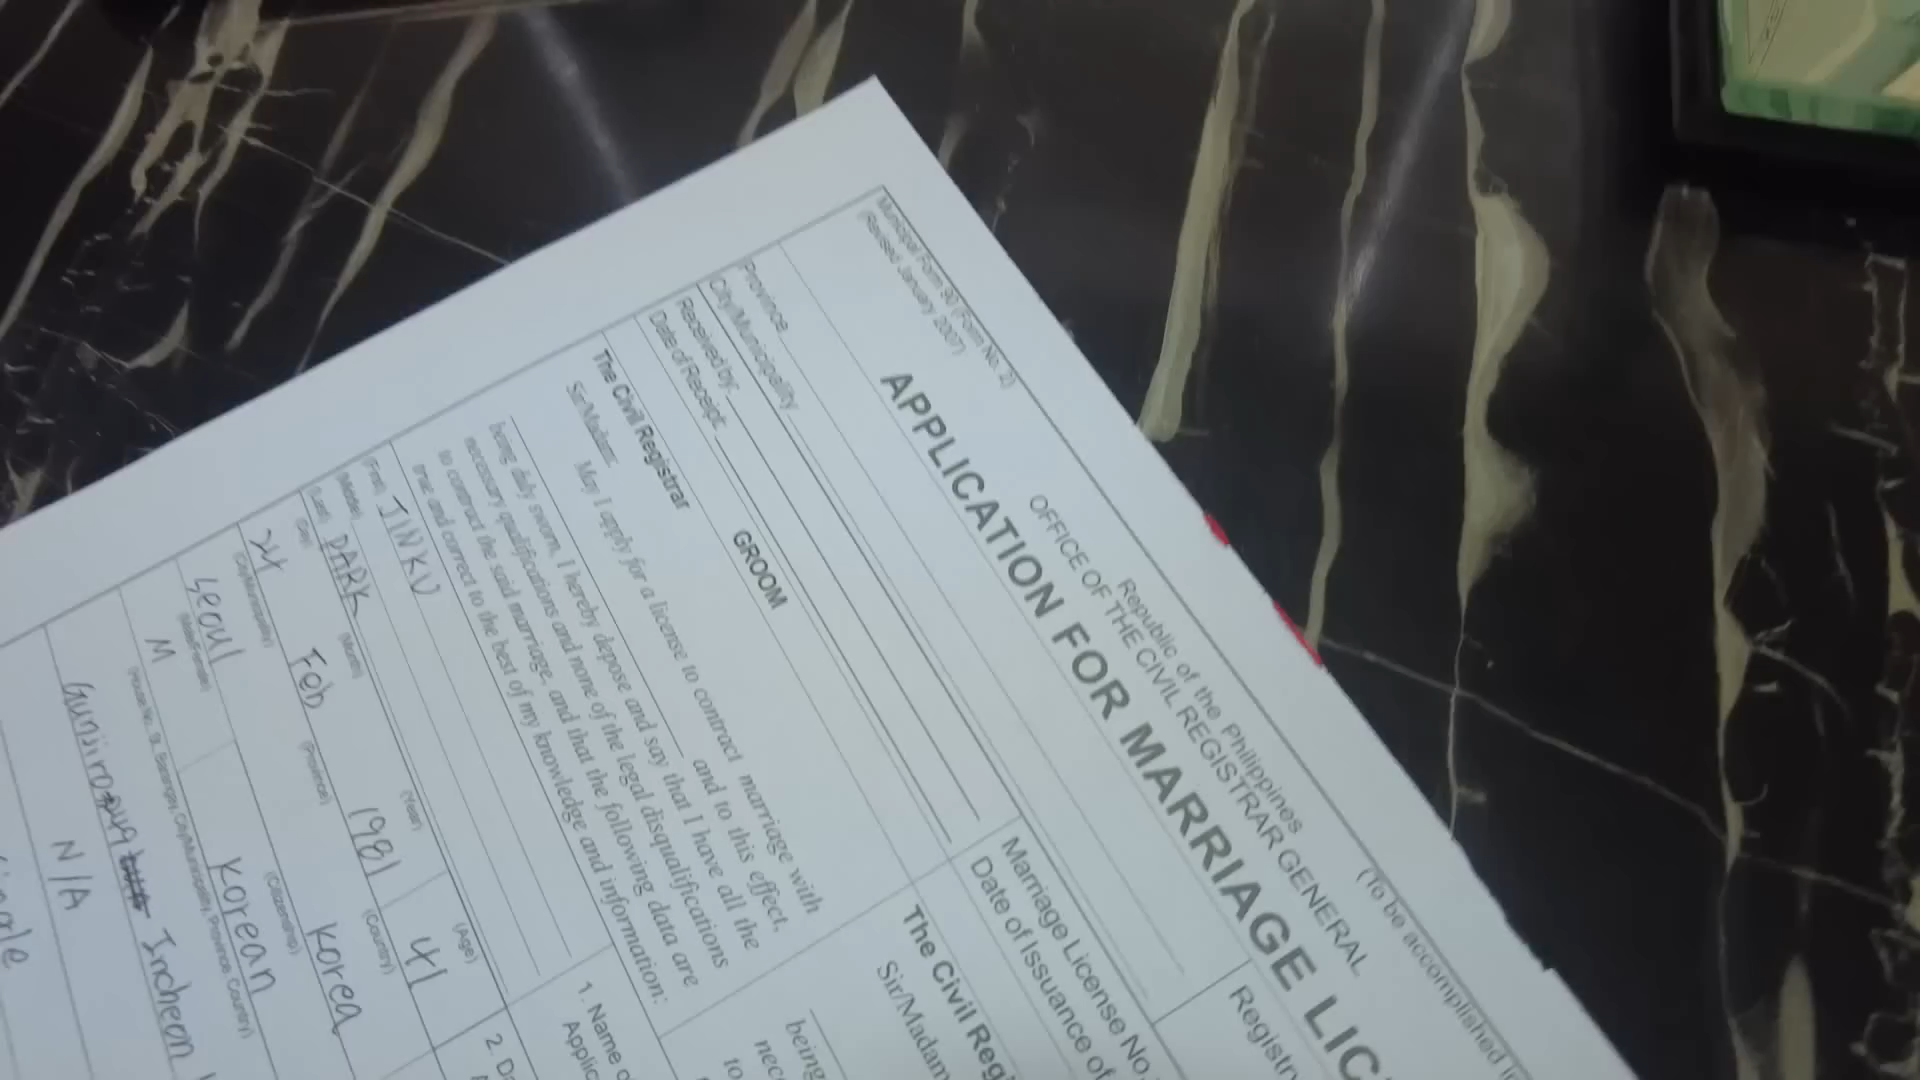 Municipal Form 90 (Form No. 2)
(Revised January 2007)
(To be accomplished
Republic of the Philippines
OFFICE OF THE CIVIL REGISTRAR GENERAL
APPLICATION FOR MARRIAGE LIC
Province
City/Municipality
Received by:
Date of Receipt:
Registr
Marriage License No.
Date of Issuance of
GROOM
The Civil Registrar
Sir/Madam:
May I apply for a license to contract marriage with
and to this effect,
being dully sworn, I hereby depose and say that I have all the
necessary qualifications and none of the legal disqualifications
to contract the said marriage, and that the following data are
true and correct to the best of my knowledge and information:
The Civil Regi
Sir/Madam
being
nece
to
(First) JINKU
(Middle)
(Last) PARK
1. Name o
Applic
(Day) (Month) (Year) (Age)
24 Feb 1981 41
2. Da
(City/Municipality) (Province) (Country)
Seoul Korea
(Male/Female) (Citizenship)
M Korean
(House No., St., Barangay, City/Municipality, Province, Country)
Incheon
N/A